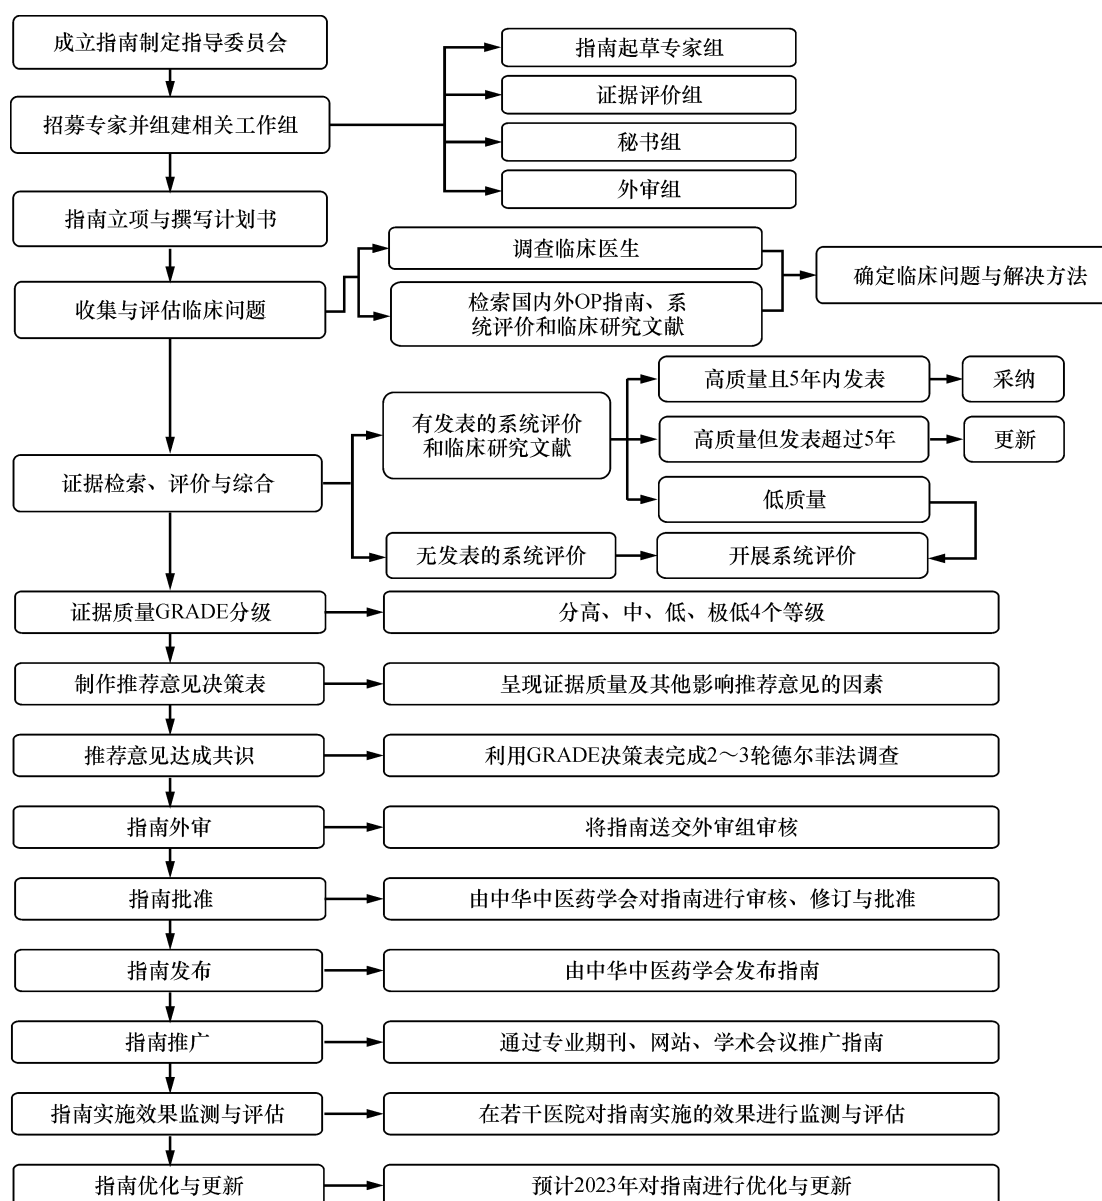 成立指南制定指导委员会
招募专家并组建相关工作组
指南起草专家组
证据评价组
秘书组
外审组
指南立项与撰写计划书
收集与评估临床问题
调查临床医生
检索国内外OP指南、系
统评价和临床研究文献
确定临床问题与解决方法
证据检索、评价与综合
有发表的系统评价
和临床研究文献
高质量且5年内发表
采纳
高质量但发表超过5年
更新
低质量
无发表的系统评价
开展系统评价
证据质量GRADE分级
分高、中、低、极低4个等级
制作推荐意见决策表
呈现证据质量及其他影响推荐意见的因素
推荐意见达成共识
利用GRADE决策表完成2～3轮德尔菲法调查
指南外审
将指南送交外审组审核
指南批准
由中华中医药学会对指南进行审核、修订与批准
指南发布
由中华中医药学会发布指南
指南推广
通过专业期刊、网站、学术会议推广指南
指南实施效果监测与评估
在若干医院对指南实施的效果进行监测与评估
指南优化与更新
预计2023年对指南进行优化与更新